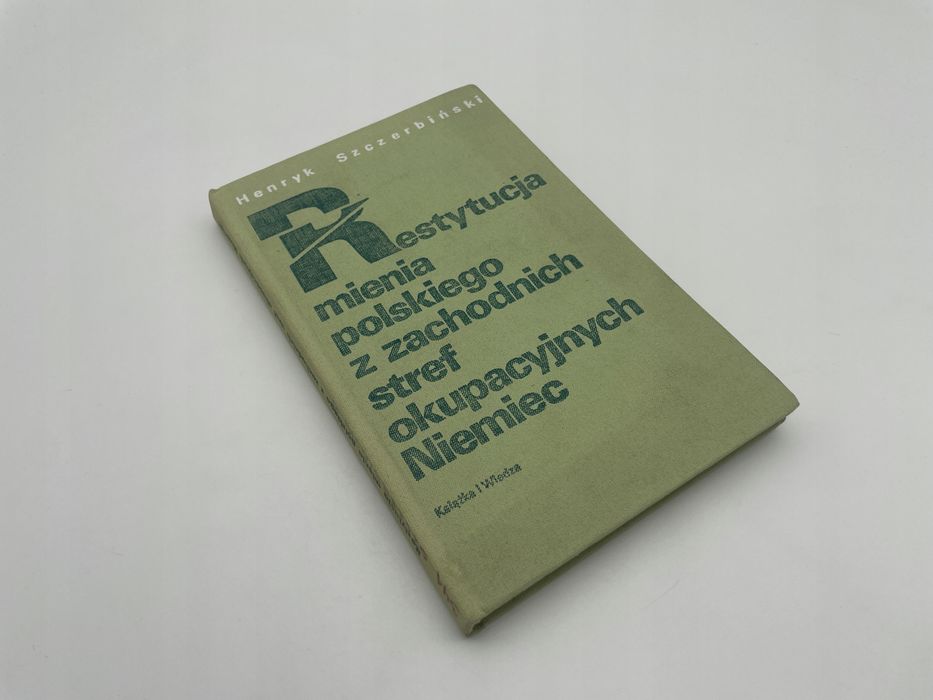 Henryk Szczerbiński
Restytucja
mienia
polskiego
z zachodnich
stref
okupacyjnych
Niemiec
Książka i Wiedza